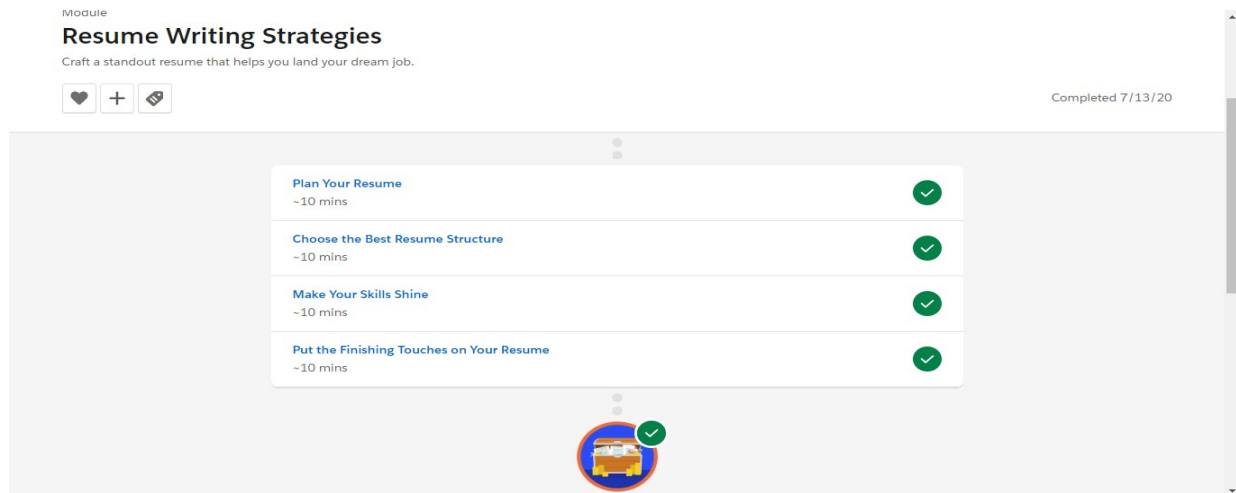 Module
Resume Writing Strategies
Craft a standout resume that helps you land your dream job.
Completed 7/13/20
Plan Your Resume
~10 mins
Choose the Best Resume Structure
~10 mins
Make Your Skills Shine
~10 mins
Put the Finishing Touches on Your Resume
~10 mins